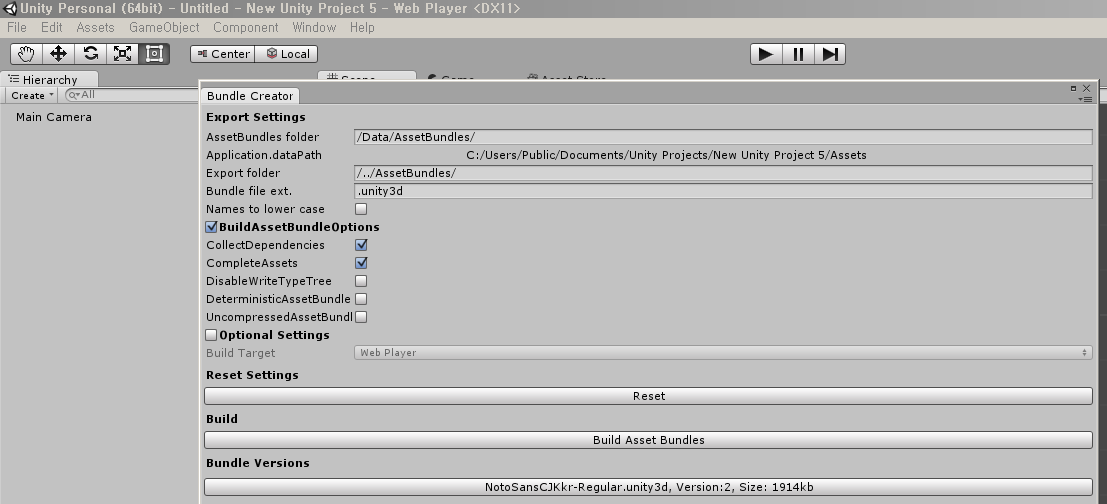 Unity Personal (64bit) - Untitled - New Unity Project 5 - Web Player <DX11>
File Edit Assets GameObject Component Window Help
Center Local
Hierarchy
Create All
Main Camera
Bundle Creator
Export Settings
AssetBundles folder /Data/AssetBundles/
Application.dataPath C:/Users/Public/Documents/Unity Projects/New Unity Project 5/Assets
Export folder /../AssetBundles/
Bundle file ext. .unity3d
Names to lower case
BuildAssetBundleOptions
CollectDependencies
CompleteAssets
DisableWriteTypeTree
DeterministicAssetBundle
UncompressedAssetBundl
Optional Settings
Build Target Web Player
Reset Settings
Reset
Build
Build Asset Bundles
Bundle Versions
NotoSansCJKkr-Regular.unity3d, Version:2, Size: 1914kb